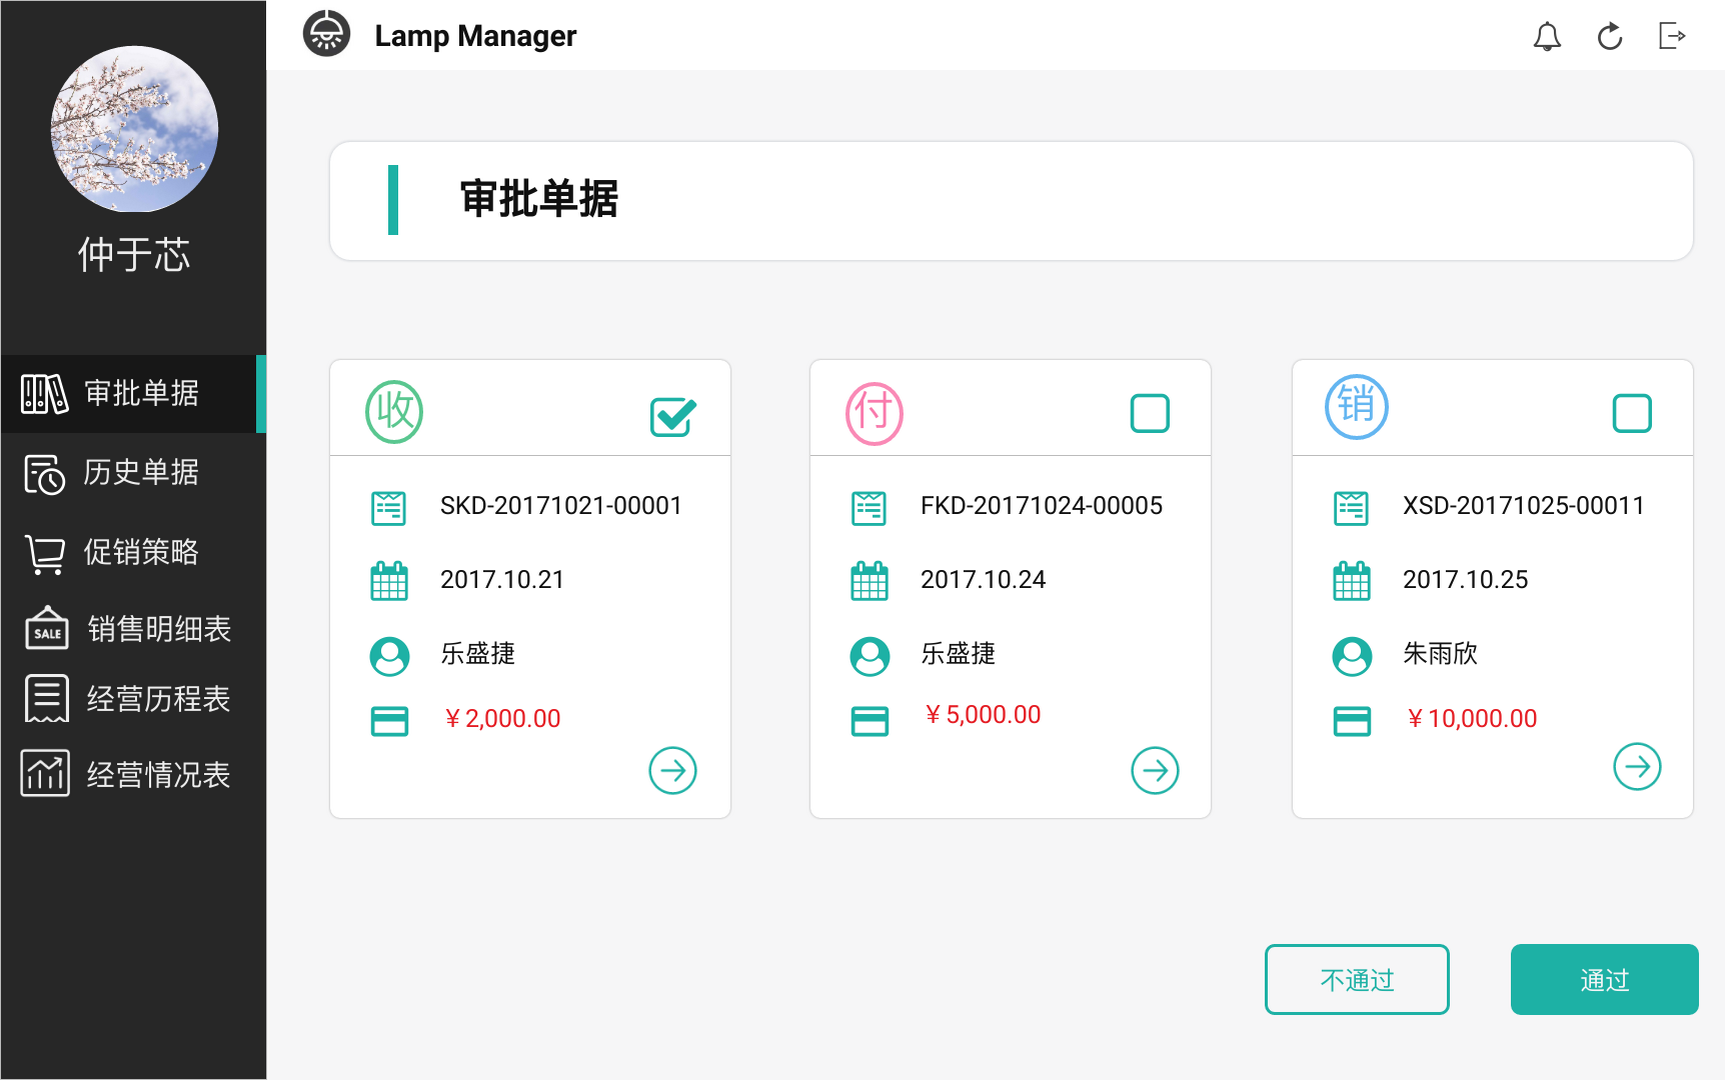 Lamp Manager
仲于芯
审批单据
历史单据
促销策略
SALE
销售明细表
经营历程表
经营情况表
审批单据
收
SKD-20171021-00001
2017.10.21
乐盛捷
￥2,000.00
付
FKD-20171024-00005
2017.10.24
乐盛捷
￥5,000.00
销
XSD-20171025-00011
2017.10.25
朱雨欣
￥10,000.00
不通过
通过